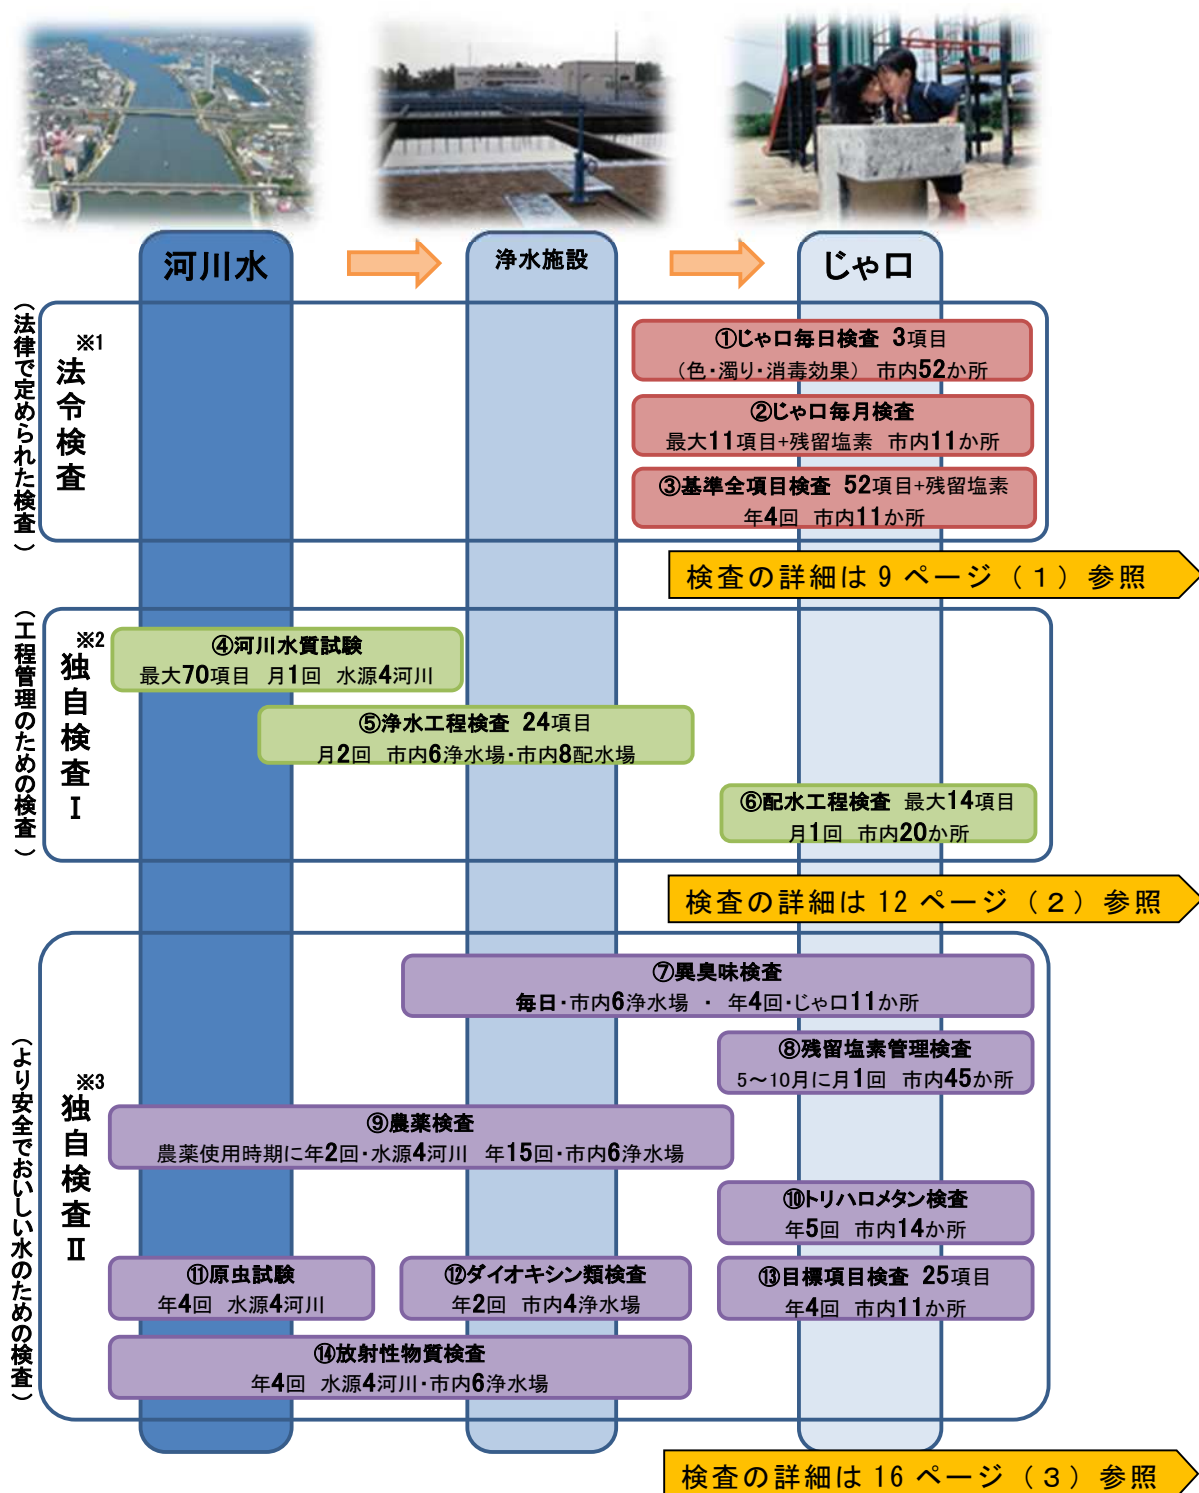 河川水
浄水施設
じゃ口
(法律で定められた検査)
※1
法令検査
①じゃ口毎日検査 3項目
(色・濁り・消毒効果) 市内52か所
②じゃ口毎月検査
最大11項目+残留塩素 市内11か所
③基準全項目検査 52項目+残留塩素
年4回 市内11か所
検査の詳細は 9 ページ (1) 参照
(工程管理のための検査)
※2
独自検査Ⅰ
④河川水質試験
最大70項目 月1回 水源4河川
⑤浄水工程検査 24項目
月2回 市内6浄水場・市内8配水場
⑥配水工程検査 最大14項目
月1回 市内20か所
検査の詳細は 12 ページ (2) 参照
(より安全でおいしい水のための検査)
※3
独自検査Ⅱ
⑦異臭味検査
毎日・市内6浄水場 ・ 年4回・じゃ口11か所
⑧残留塩素管理検査
5～10月に月1回 市内45か所
⑨農薬検査
農薬使用時期に年2回・水源4河川 年15回・市内6浄水場
⑩トリハロメタン検査
年5回 市内14か所
⑪原虫試験
年4回 水源4河川
⑫ダイオキシン類検査
年2回 市内4浄水場
⑬目標項目検査 25項目
年4回 市内11か所
⑭放射性物質検査
年4回 水源4河川・市内6浄水場
検査の詳細は 16 ページ (3) 参照